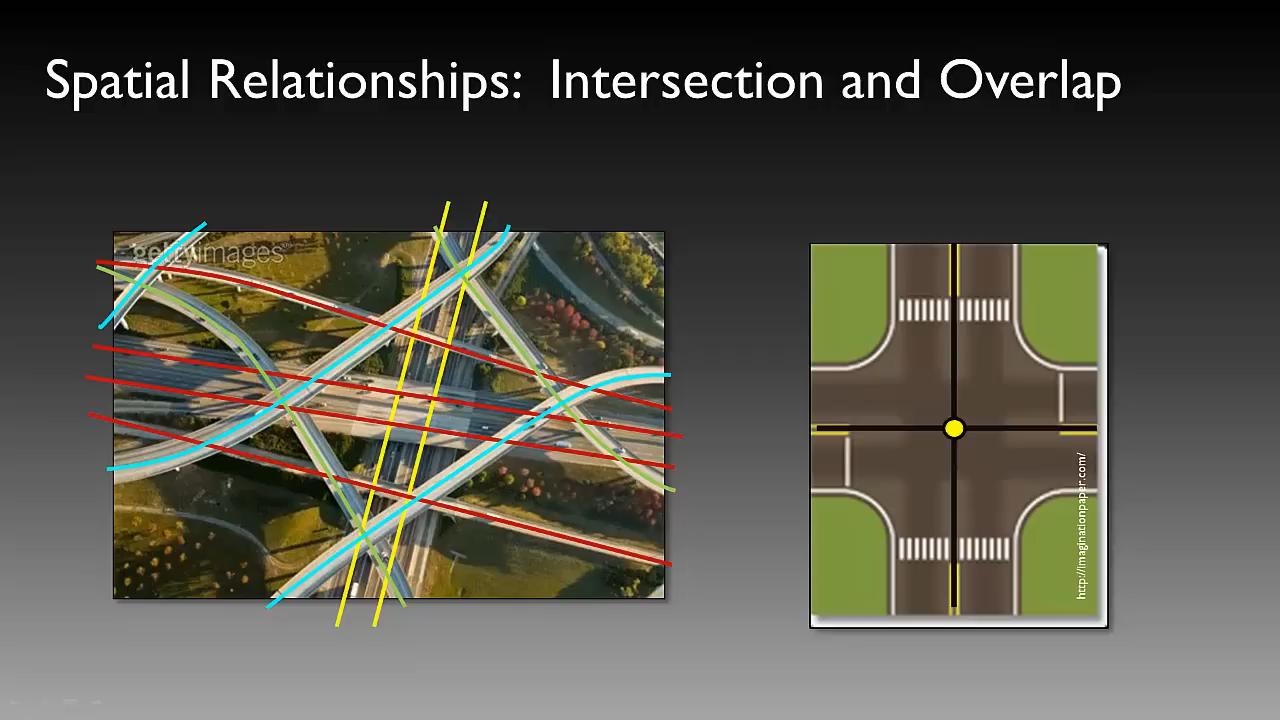 Spatial Relationships: Intersection and Overlap
gettyimages
http://imaginationpaper.com/